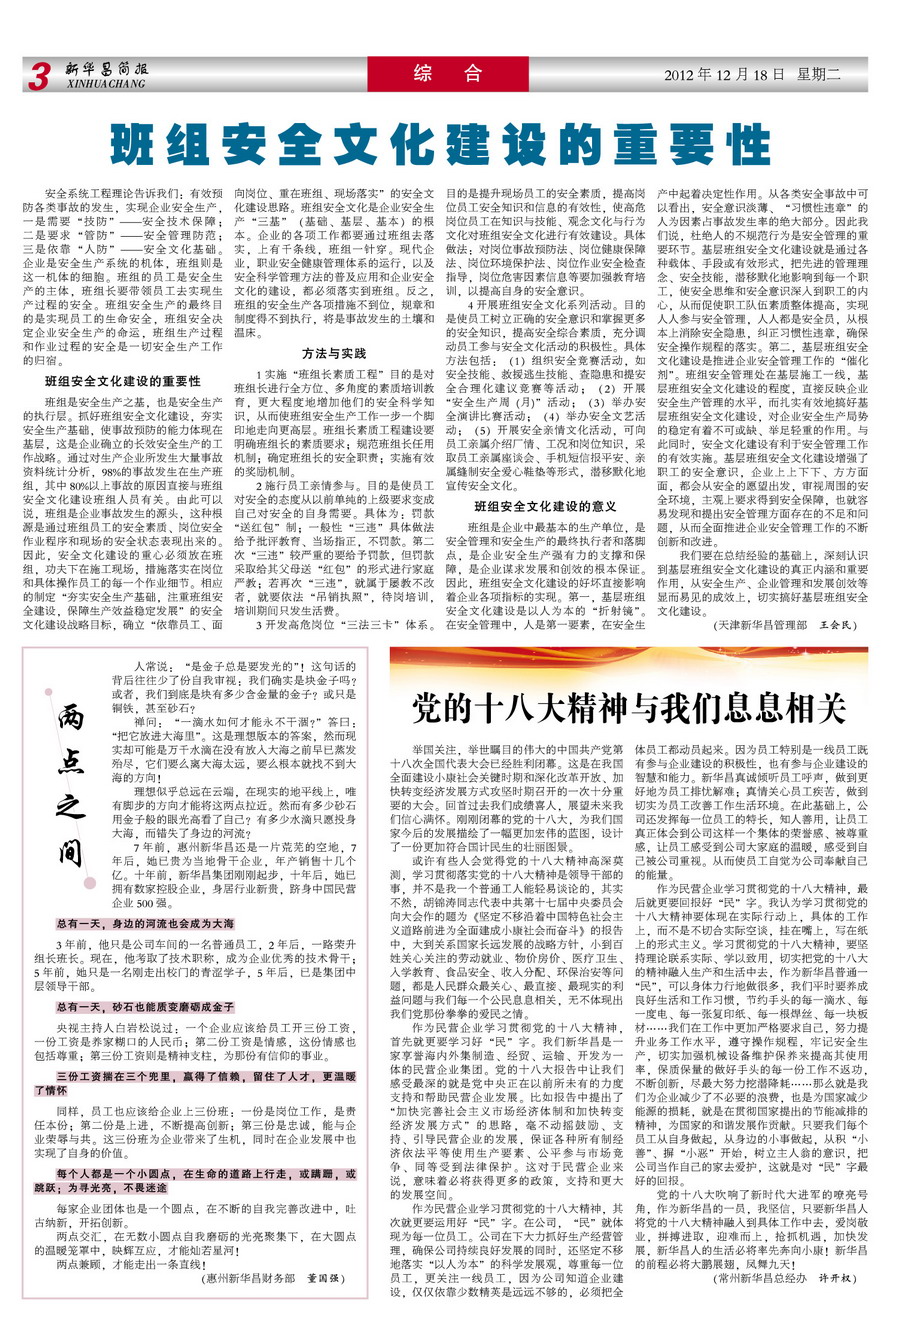 3 新华昌简报
XINHUACHANG
综 合
2012 年 12 月 18 日 星期二
班组安全文化建设的重要性
安全系统工程理论告诉我们：有效预
防各类事故的发生，实现企业安全生产，
一是需要“技防”——安全技术保障；
二是要求“管防”——安全管理防范；
三是依靠“人防”——安全文化基础。
企业是安全生产系统的机体，班组则是
这一机体的细胞。班组的员工是安全生
产的主体，班组长要带领员工去实现生
产过程的安全。班组安全生产的最终目
的是实现员工的生命安全，班组安全决
定企业安全生产的命运，班组生产过程
和作业过程的安全是一切安全生产工作
的归宿。
班组安全文化建设的重要性
班组是安全生产之基，也是安全生产
的执行层。抓好班组安全文化建设，夯实
安全生产基础，使事故预防的能力体现在
基层，这是企业确立的长效安全生产的工
作战略。通过对生产企业所发生大量事故
资料统计分析，98%的事故发生在生产班
组，其中 80%以上事故的原因直接与班组
安全文化建设班组人员有关。由此可以
说，班组是企业事故发生的源头，这种根
源是通过班组员工的安全素质、岗位安全
作业程序和现场的安全状态表现出来的。
因此，安全文化建设的重心必须放在班
组，功夫下在施工现场，措施落实在岗位
和具体操作员工的每一个作业细节。相应
的制定“夯实安全生产基础，注重班组安
全建设，保障生产效益稳定发展”的安全
文化建设战略目标，确立“依靠员工、面
向岗位、重在班组、现场落实”的安全文
化建设思路。班组安全文化是企业安全生
产“三基”（基础、基层、基本）的根
本。企业的各项工作都要通过班组去落
实，上有千条线，班组一针穿。现代企
业，职业安全健康管理体系的运行，以及
安全科学管理方法的普及应用和企业安全
文化的建设，都必须落实到班组。反之，
班组的安全生产各项措施不到位，规章和
制度得不到执行，将是事故发生的土壤和
温床。
方法与实践
1 实施“班组长素质工程”目的是对
班组长进行全方位、多角度的素质培训教
育，更大程度地增加他们的安全科学知
识，从而使班组安全生产工作一步一个脚
印地走向更高层。班组长素质工程建设要
明确班组长的素质要求；规范班组长任用
机制；确定班组长的安全职责；实施有效
的奖励机制。
2 施行员工亲情参与。目的是使员工
对安全的态度从以前单纯的上级要求变成
自己对安全的自身需要。具体为：罚款
“送红包”制；一般性“三违”具体做法
给予批评教育、当场指正，不罚款。第二
次“三违”较严重的要给予罚款，但罚款
采取给其父母送“红包”的形式进行家庭
严教；若再次“三违”，就属于屡教不改
者，就要依法“吊销执照”，待岗培训，
培训期间只发生活费。
3 开发高危岗位“三法三卡”体系。
目的是提升现场员工的安全素质，提高岗
位员工安全知识和信息的有效性，使高危
岗位员工在知识与技能、观念文化与行为
文化对班组安全文化进行有效建设。具体
做法；对岗位事故预防法、岗位健康保障
法、岗位环境保护法、岗位作业安全检查
指导，岗位危害因素信息等要加强教育培
训，以提高自身的安全意识。
4 开展班组安全文化系列活动。目的
是使员工树立正确的安全意识和掌握更多
的安全知识，提高安全综合素质，充分调
动员工参与安全文化活动的积极性。具体
方法包括：（1）组织安全竞赛活动，如
安全技能、救援逃生技能、查隐患和提安
全合理化建议竞赛等活动；（2）开展
“安全生产周（月)”活动；（3）举办安
全演讲比赛活动；（4）举办安全文艺活
动；（5）开展安全亲情文化活动，可向
员工亲属介绍厂情、工况和岗位知识，采
取员工亲属座谈会、手机短信报平安、亲
属缝制安全爱心鞋垫等形式，潜移默化地
宣传安全文化。
班组安全文化建设的意义
班组是企业中最基本的生产单位，是
安全管理和安全生产的最终执行者和落脚
点，是企业安全生产强有力的支撑和保
障，是企业谋求发展和创效的根本保证。
因此，班组安全文化建设的好坏直接影响
着企业各项指标的实现。第一，基层班组
安全文化建设是以人为本的“折射镜”。
在安全管理中，人是第一要素，在安全生
产中起着决定性作用。从各类安全事故中可
以看出，安全意识淡薄、“习惯性违章”的
人为因素占事故发生率的绝大部分。因此我
们说，杜绝人的不规范行为是安全管理的重
要环节。基层班组安全文化建设就是通过各
种载体、手段或有效形式，把先进的管理理
念、安全技能，潜移默化地影响到每一个职
工，使安全思维和安全意识深入到职工的内
心，从而促使职工队伍素质整体提高，实现
人人参与安全管理，人人都是安全员，从根
本上消除安全隐患，纠正习惯性违章，确保
安全操作规程的落实。第二，基层班组安全
文化建设是推进企业安全管理工作的“催化
剂”。班组安全管理处在基层施工一线，基
层班组安全文化建设的程度，直接反映企业
安全生产管理的水平，而扎实有效地搞好基
层班组安全文化建设，对企业安全生产局势
的稳定有着不可或缺、举足轻重的作用。与
此同时，安全文化建设有利于安全管理工作
的有效实施。基层班组安全文化建设增强了
职工的安全意识，企业上上下下、方方面
面，都会从安全的愿望出发，审视周围的安
全环境，主观上要求得到安全保障，也就容
易发现和提出安全管理方面存在的不足和问
题，从而全面推进企业安全管理工作的不断
创新和改进。
我们要在总结经验的基础上，深刻认识
到基层班组安全文化建设的真正内涵和重要
作用，从安全生产、企业管理和发展创效等
显而易见的成效上，切实搞好基层班组安全
文化建设。
(天津新华昌管理部 王会民)
两点之间
人常说：“是金子总是要发光的”！这句话的
背后往往少了份自我审视：我们确实是块金子吗？
或者，我们到底是块有多少含金量的金子？或只是
铜铁，甚至砂石？
禅问：“一滴水如何才能永不干涸？”答曰：
“把它放进大海里”。这是理想版本的答案，然而现
实却可能是万千水滴在没有放入大海之前早已蒸发
殆尽，它们要么离大海太远，要么根本就找不到大
海的方向！
理想似乎总远在云端，在现实的地平线上，唯
有脚步的方向才能将这两点拉近。然而有多少砂石
用金子般的眼光高看了自己？有多少水滴只愿投身
大海，而错失了身边的河流？
7 年前，惠州新华昌还是一片荒芜的空地，7
年后，她已贵为当地骨干企业，年产销售十几个
亿。十年前，新华昌集团刚刚起步，十年后，她已
拥有数家控股企业，身居行业新贵，跻身中国民营
企业 500 强。
总有一天，身边的河流也会成为大海
3 年前，他只是公司车间的一名普通员工，2 年后，一路荣升
组长班长。现在，他考取了技术职称，成为企业优秀的技术骨干；
5 年前，她只是一名刚走出校门的青涩学子，5 年后，已是集团中
层领导干部。
总有一天，砂石也能质变磨砺成金子
央视主持人白岩松说过：一个企业应该给员工开三份工资，
一份工资是养家糊口的人民币；第二份工资是情感，这份情感也
包括尊重；第三份工资则是精神支柱，为那份有信仰的事业。
三份工资揣在三个兜里，赢得了信赖，留住了人才，更温暖
了情怀
同样，员工也应该给企业上三份班：一份是岗位工作，是责
任本份；第二份是上进，不断提高创新；第三份是忠诚，能与企
业荣辱与共。这三份班为企业带来了生机，同时在企业发展中也
实现了自身的价值。
每个人都是一个小圆点，在生命的道路上行走，或蹒跚，或
跳跃；为寻光亮，不畏迷途
每家企业团体也是一个圆点，在不断的自我完善改进中，吐
古纳新，开拓创新。
两点交汇，在无数小圆点自我磨砺的光亮聚集下，在大圆点
的温暖笼罩中，映辉互应，才能灿若星河！
两点兼顾，才能走出一条直线！
(惠州新华昌财务部 董国强)
党的十八大精神与我们息息相关
举国关注，举世瞩目的伟大的中国共产党第
十八次全国代表大会已经胜利闭幕。这是在我国
全面建设小康社会关键时期和深化改革开放、加
快转变经济发展方式攻坚时期召开的一次十分重
要的大会。回首过去我们成绩喜人，展望未来我
们信心满怀。刚刚闭幕的党的十八大，为我们国
家今后的发展描绘了一幅更加宏伟的蓝图，设计
了一份更加符合国计民生的壮丽图景。
或许有些人会觉得党的十八大精神高深莫
测，学习贯彻落实党的十八大精神是领导干部的
事，并不是我一个普通工人能轻易谈论的，其实
不然，胡锦涛同志代表中共第十七届中央委员会
向大会作的题为《坚定不移沿着中国特色社会主
义道路前进为全面建成小康社会而奋斗》的报告
中，大到关系国家长远发展的战略方针，小到百
姓关心关注的劳动就业、物价房价、医疗卫生、
入学教育、食品安全、收入分配、环保治安等问
题，都是人民群众最关心、最直接、最现实的利
益问题与我们每一个公民息息相关，无不体现出
我们党那份拳拳的爱民之情。
作为民营企业学习贯彻党的十八大精神，
首先就更要学习好“民”字。我们新华昌是一
家享誉海内外集制造、经贸、运输、开发为一
体的民营企业集团。党的十八大报告中让我们
感受最深的就是党中央正在以前所未有的力度
支持和帮助民营企业发展。比如报告中提出了
“加快完善社会主义市场经济体制和加快转变
经济发展方式”的思路，毫不动摇鼓励、支
持、引导民营企业的发展，保证各种所有制经
济依法平等使用生产要素、公平参与市场竞
争、同等受到法律保护。这对于民营企业来
说，意味着必将获得更多的政策，支持和更大
的发展空间。
作为民营企业学习贯彻党的十八大精神，其
次就更要运用好“民”字。在公司，“民”就体
现为每一位员工。公司在下大力抓好生产经营管
理，确保公司持续良好发展的同时，还坚定不移
地落实“以人为本”的科学发展观，尊重每一位
员工，更关注一线员工，因为公司知道企业建
设，仅仅依靠少数精英是远远不够的，必须把全
体员工都动员起来。因为员工特别是一线员工既
有参与企业建设的积极性，也有参与企业建设的
智慧和能力。新华昌真诚倾听员工呼声，做到更
好地为员工排忧解难；真情关心员工疾苦，做到
切实为员工改善工作生活环境。在此基础上，公
司还发挥每一位员工的特长，知人善用，让员工
真正体会到公司这样一个集体的荣誉感、被尊重
感，让员工感受到公司大家庭的温暖，感受到自
己被公司重视。从而使员工自觉为公司奉献自己
的能量。
作为民营企业学习贯彻党的十八大精神，最
后就更要回报好“民”字。我认为学习贯彻党的
十八大精神要体现在实际行动上，具体的工作
上，而不是不切合实际空谈，挂在嘴上，写在纸
上的形式主义。学习贯彻党的十八大精神，要坚
持理论联系实际、学以致用，切实把党的十八大
的精神融入生产和生活中去，作为新华昌普通一
“民”，可以身体力行地做很多，我们平时要养成
良好生活和工作习惯，节约手头的每一滴水、每
一度电、每一张复印纸、每一根焊丝、每一块板
材……我们在工作中更加严格要求自己，努力提
升业务工作水平，遵守操作规程，牢记安全生
产，切实加强机械设备维护保养来提高其使用
率，保质保量的做好手头的每一份工作不返功，
不断创新，尽最大努力挖潜降耗……那么就是我
们为企业减少了不必要的浪费，也是为国家减少
能源的损耗，就是在贯彻国家提出的节能减排的
精神，为国家的和谐发展作贡献。只要我们每个
员工从自身做起，从身边的小事做起，从积“小
善”、摒“小恶”开始，树立主人翁的意识，把
公司当作自己的家去爱护，这就是对“民”字最
好的回报。
党的十八大吹响了新时代大进军的嘹亮号
角，作为新华昌的一员，我坚信，只要新华昌人
将党的十八大精神融入到具体工作中去，爱岗敬
业，拼搏进取，迎难而上，抢抓机遇，加快发
展，新华昌人的生活必将率先奔向小康！新华昌
的前程必将大鹏展翅，凤舞九天！
(常州新华昌总经办 许开权)